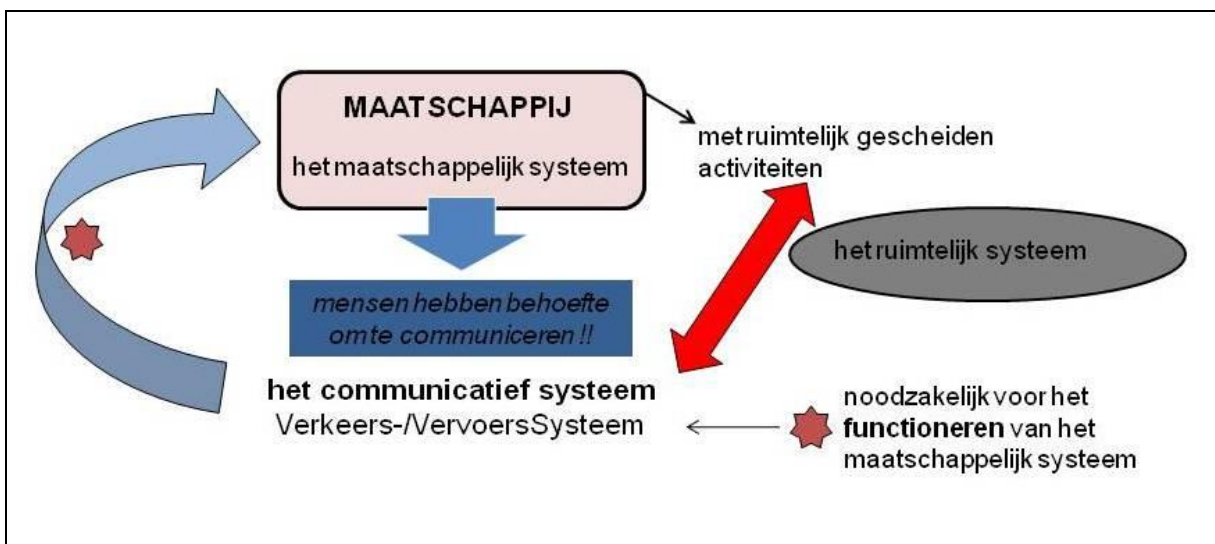 MAATSCHAPPIJ
het maatschappelijk systeem
met ruimtelijk gescheiden
activiteiten
het ruimtelijk systeem
mensen hebben behoefte
om te communiceren !!
het communicatief systeem
Verkeers-/VervoersSysteem
noodzakelijk voor het
functioneren van het
maatschappelijk systeem